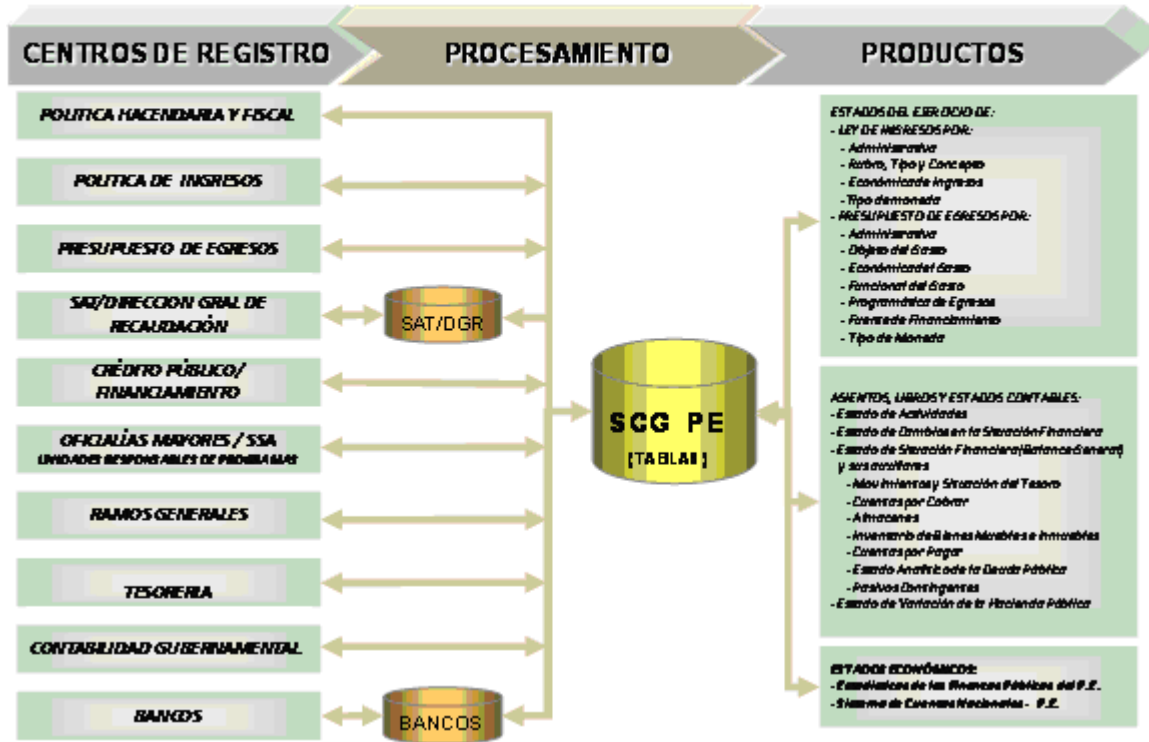 CENTROS DE REGISTRO
PROCESAMIENTO
PRODUCTOS
POLITICA HACENDARIA Y FISCAL
POLITICA DE INGRESOS
PRESUPUESTO DE EGRESOS
SAT/DIRECCION GRAL DE
RECAUDACIÓN
CRÉDITO PÚBLICO/
FINANCIAMIENTO
OFICIALÍAS MAYORES / SSA
UNIDADES RESPONSABLES DE PROGRAMAS
RAMOS GENERALES
TESORERIA
CONTABILIDAD GUBERNAMENTAL
BANCOS
SAT/DGR
BANCOS
SCG PE
(TABLAS)
ESTADOS DEL EJERCICIO DE:
- LEY DE INGRESOS POR:
- Administrativa
- Rubro, Tipo y Concepto
- Económica de Ingresos
- Tipo de moneda
- PRESUPUESTO DE EGRESOS POR:
- Administrativa
- Objeto del Gasto
- Económica del Gasto
- Funcional del Gasto
- Programática de Egresos
- Fuente de Financiamiento
- Tipo de Moneda
ASIENTOS, LIBROS Y ESTADOS CONTABLES:
- Estado de Actividades
- Estado de Cambios en la Situación Financiera
- Estado de Situación Financiera (Balance General)
y sus auxiliares
- Movimientos y Situación del Tesoro
- Cuentas por Cobrar
- Almacenes
- Inventario de Bienes Muebles e Inmuebles
- Cuentas por Pagar
- Estado Analítico de la Deuda Pública
- Pasivos Contingentes
- Estado de Variación de la Hacienda Pública
ESTADOS ECONÓMICOS:
- Estadísticas de las Finanzas Públicas del P.E.
- Sistema de Cuentas Nacionales - P.E.